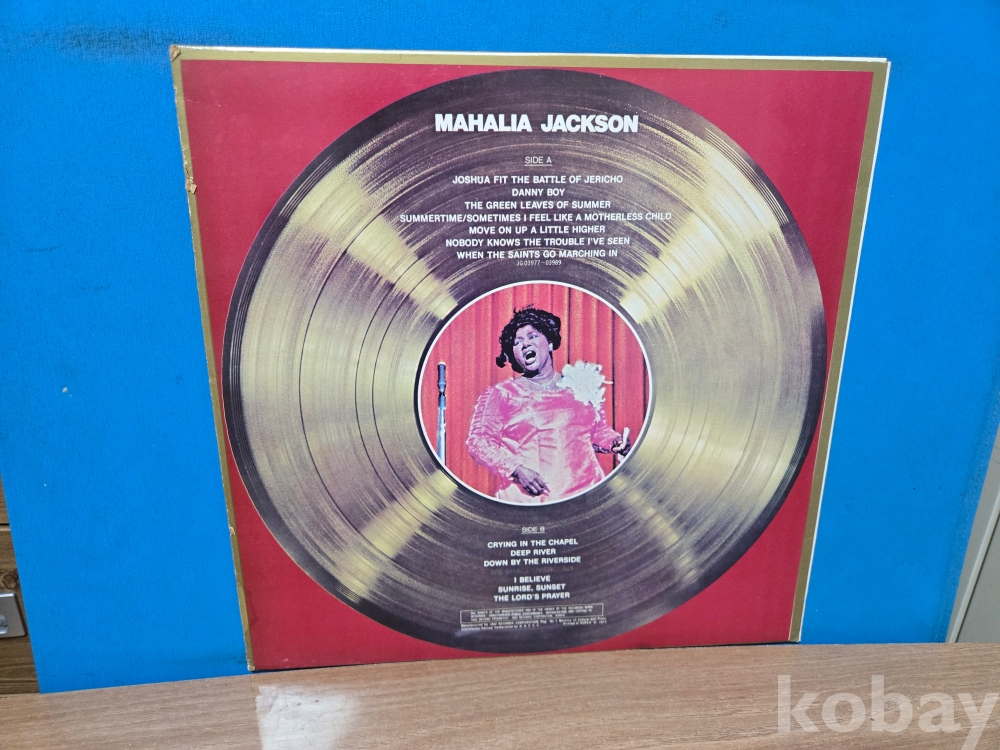 MAHALIA JACKSON
SIDE A
JOSHUA FIT THE BATTLE OF JERICHO
DANNY BOY
THE GREEN LEAVES OF SUMMER
SUMMERTIME/SOMETIMES I FEEL LIKE A MOTHERLESS CHILD
MOVE ON UP A LITTLE HIGHER
NOBODY KNOWS THE TROUBLE I'VE SEEN
WHEN THE SAINTS GO MARCHING IN
JG03977~03989
SIDE B
CRYING IN THE CHAPEL
DEEP RIVER
DOWN BY THE RIVERSIDE
I BELIEVE
SUNRISE, SUNSET
THE LORD'S PRAYER
kobay